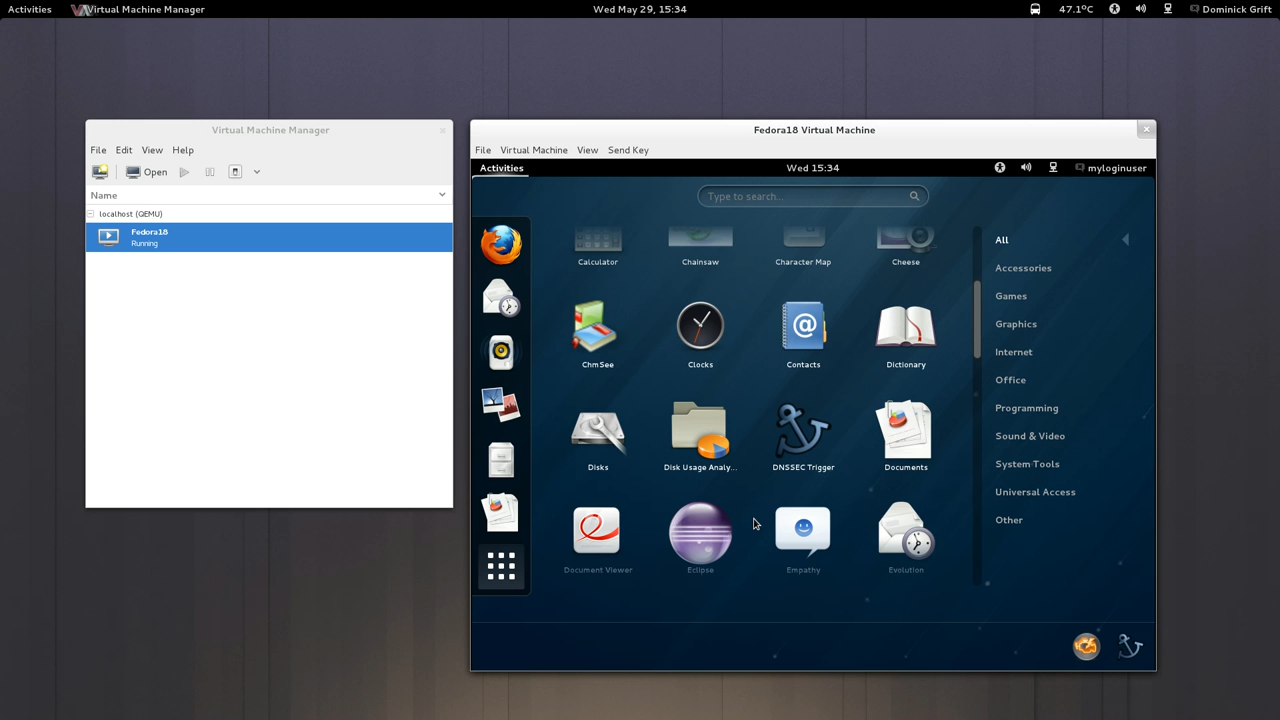 Activities Virtual Machine Manager Wed May 29, 15:34 47.1°C Dominick Grift
Virtual Machine Manager
File Edit View Help
Open
Name
localhost (QEMU)
Fedora18
Running
Fedora18 Virtual Machine
File Virtual Machine View Send Key
Activities Wed 15:34 myloginuser
Type to search...
Calculator Chainsaw Character Map Cheese
ChmSee Clocks Contacts Dictionary
Disks Disk Usage Analy... DNSSEC Trigger Documents
Document Viewer Eclipse Empathy Evolution
All
Accessories
Games
Graphics
Internet
Office
Programming
Sound & Video
System Tools
Universal Access
Other